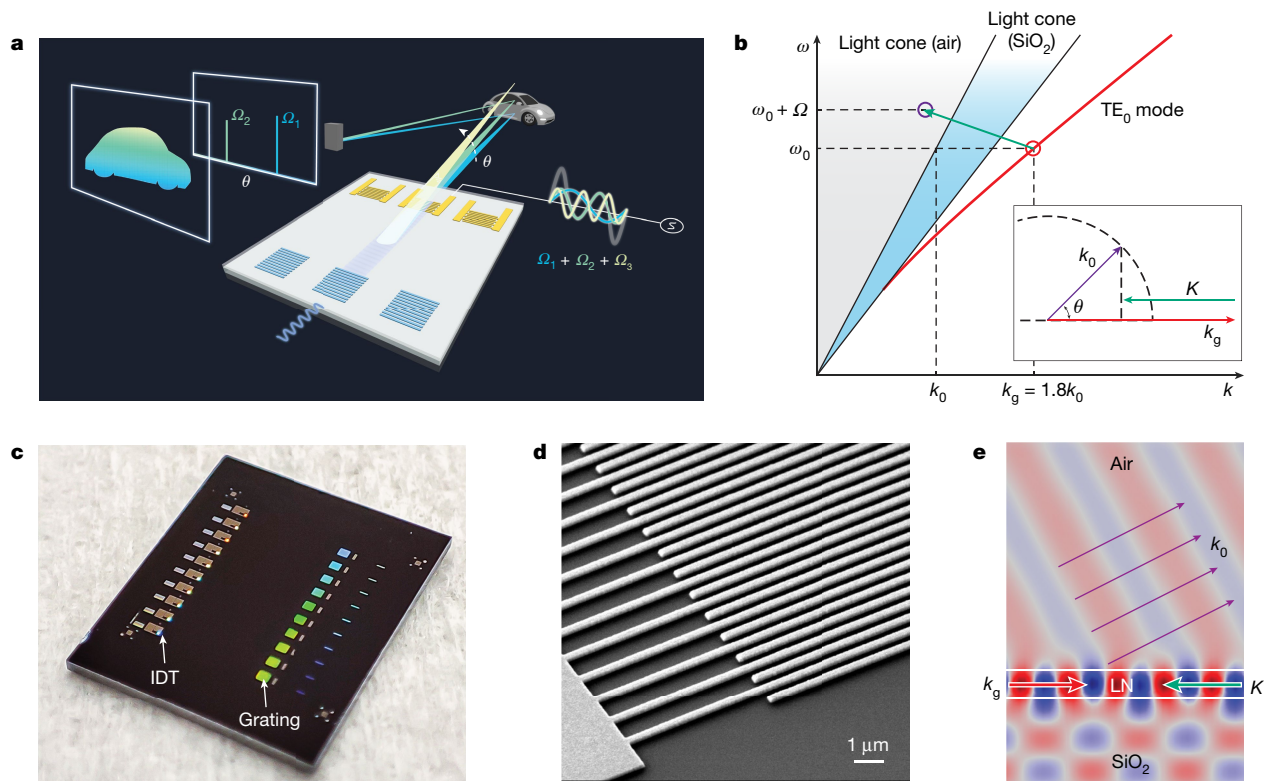 a
Ω₂
Ω₁
θ
θ
S
Ω₁ + Ω₂ + Ω₃
b
ω
Light cone (air)
Light cone
(SiO₂)
TE₀ mode
ω₀ + Ω
ω₀
k₀
K
θ
k_g
k₀
k_g = 1.8k₀
k
c
IDT
Grating
d
1 μm
e
Air
k₀
k_g
LN
K
SiO₂